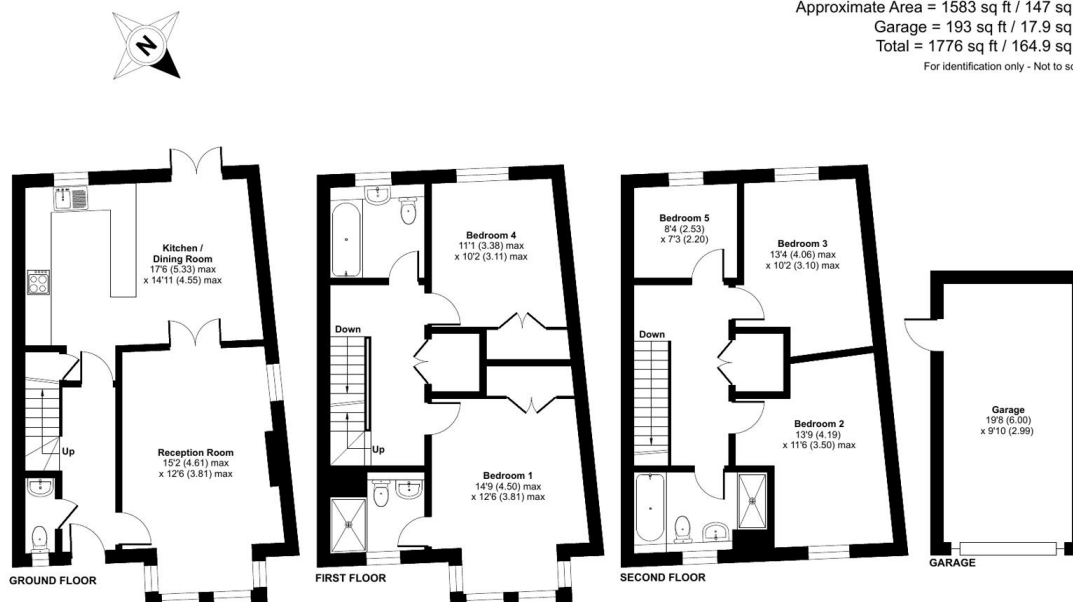 Approximate Area = 1583 sq ft / 147 sq
Garage = 193 sq ft / 17.9 sq
Total = 1776 sq ft / 164.9 sq
For identification only - Not to sc
N
Kitchen /
Dining Room
17'6 (5.33) max
x 14'11 (4.55) max
Up
Reception Room
15'2 (4.61) max
x 12'6 (3.81) max
GROUND FLOOR
Bedroom 4
11'1 (3.38) max
x 10'2 (3.11) max
Down
Up
Bedroom 1
14'9 (4.50) max
x 12'6 (3.81) max
FIRST FLOOR
Bedroom 5
8'4 (2.53)
x 7'3 (2.20)
Bedroom 3
13'4 (4.06) max
x 10'2 (3.10) max
Down
Bedroom 2
13'9 (4.19)
x 11'6 (3.50) max
SECOND FLOOR
Garage
19'8 (6.00)
x 9'10 (2.99)
GARAGE